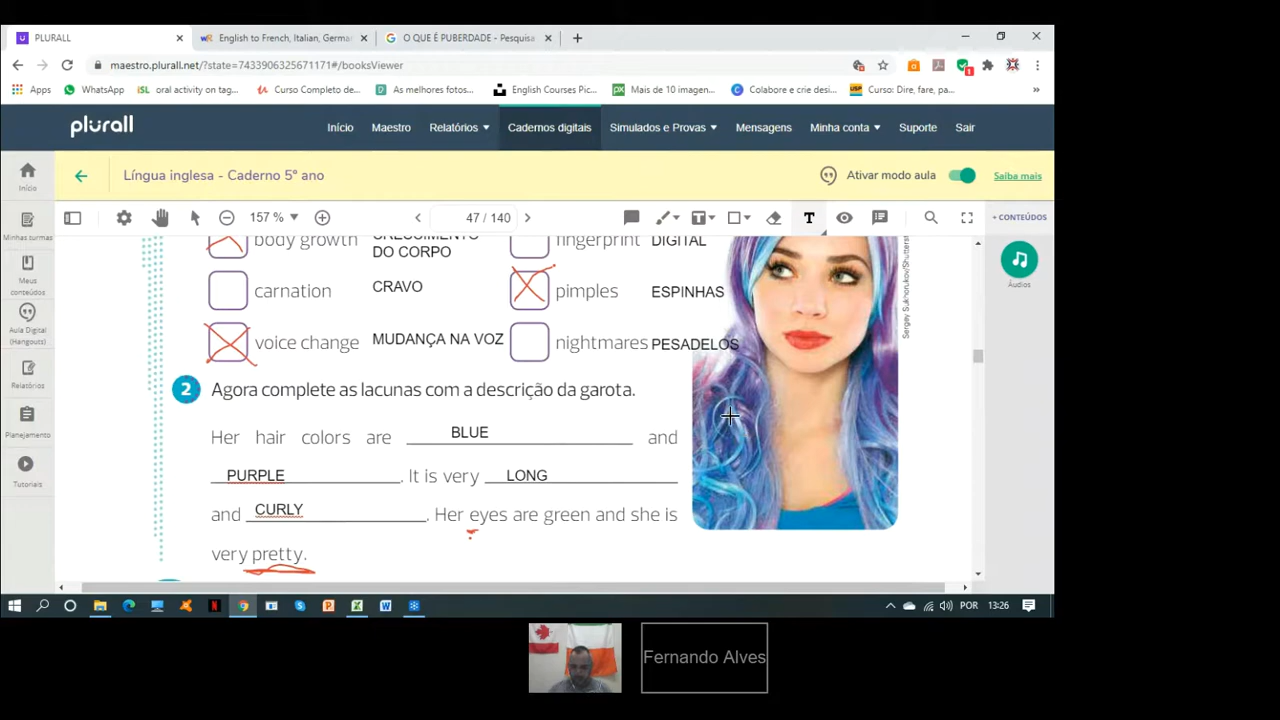 PLURALL
English to French, Italian, Germa
O QUE É PUBERDADE - Pesquisa
maestro.plurall.net/?state=7433906325671171#/booksViewer
Apps WhatsApp oral activity on tag... Curso Completo de... As melhores fotos... English Courses Pic... Mais de 10 imagen... Colabore e crie desi... Curso: Dire, fare, pa...
plurall Início Maestro Relatórios Cadernos digitais Simulados e Provas Mensagens Minha conta Suporte Sair
Início
Língua inglesa - Caderno 5º ano
Ativar modo aula Saiba mais
157 % 47 / 140 T + CONTEÚDOS
Minhas turmas
Meus conteúdos
Aula Digital (Hangouts)
Relatórios
Planejamento
Tutoriais
Áudios
body growth CRESCIMENTO DO CORPO fingerprint DIGITAL
carnation CRAVO pimples ESPINHAS
voice change MUDANÇA NA VOZ nightmares PESADELOS
Sergey Sukhorukov/Shutters
2 Agora complete as lacunas com a descrição da garota.
Her hair colors are BLUE and
PURPLE . It is very LONG
and CURLY . Her eyes are green and she is
very pretty.
POR 13:26
Fernando Alves